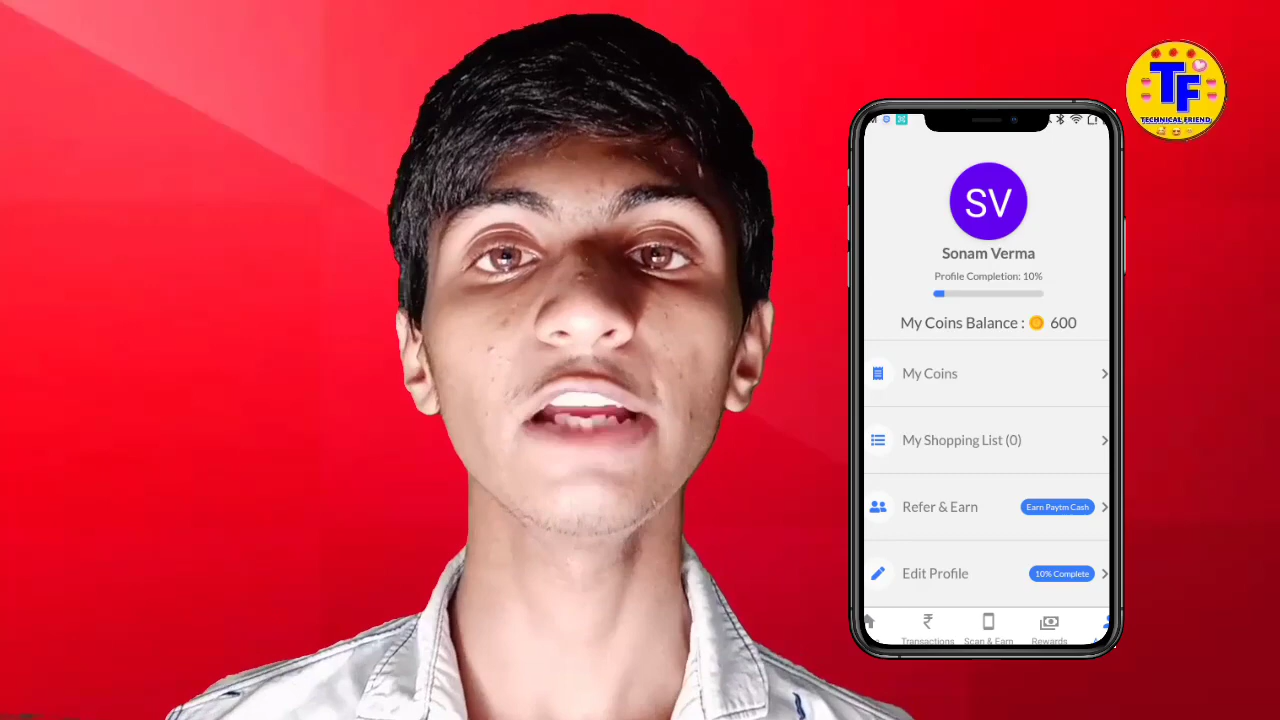 TF
TECHNICAL FRIEND
SV
Sonam Verma
Profile Completion: 10%
My Coins Balance : 600
My Coins
My Shopping List (0)
Refer & Earn Earn Paytm Cash
Edit Profile 10% Complete
Transactions Scan & Earn Rewards